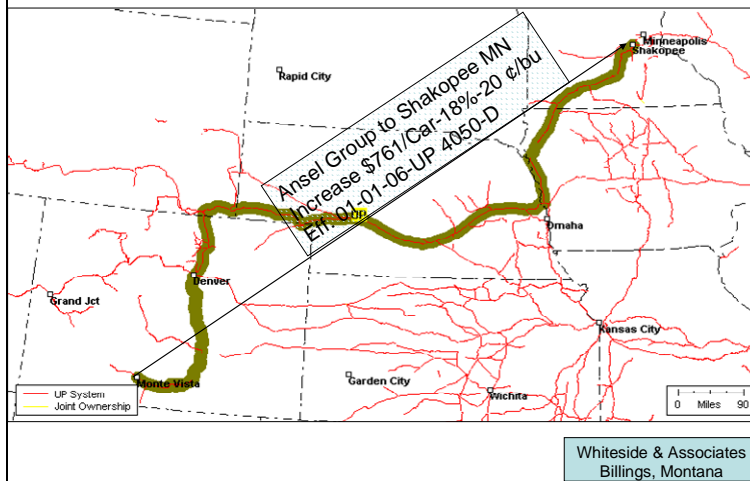 Minneapolis
Shakopee
Rapid City
Ansel Group to Shakopee MN
Increase $761/Car-18%-20 ¢/bu
Eff. 01-01-06-UP 4050-D
UP
Omaha
Denver
Grand Jct
Kansas City
Monte Vista
Garden City
Wichita
UP System
Joint Ownership
0 Miles 90
Whiteside & Associates
Billings, Montana